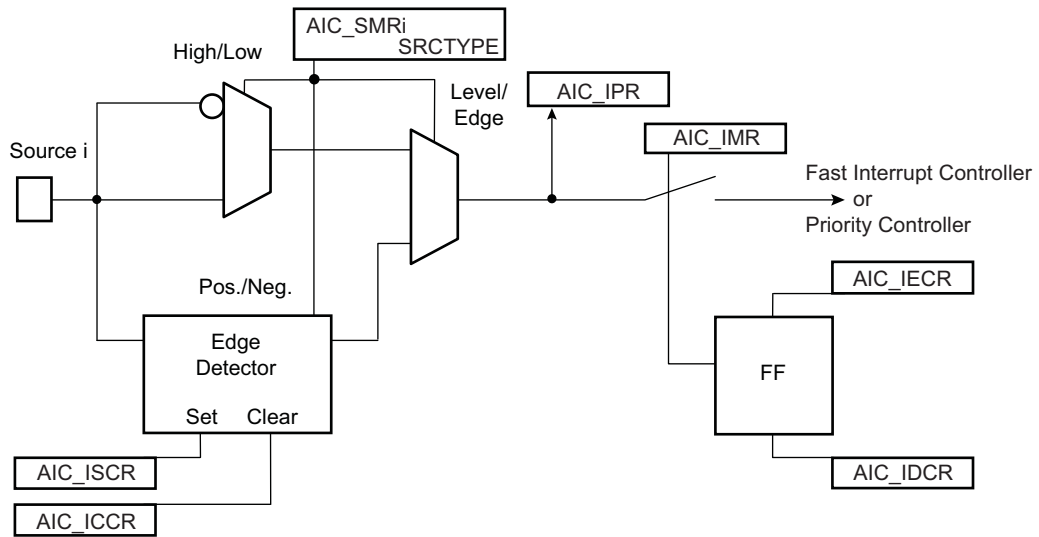 AIC_SMRi
SRCTYPE
High/Low
Level/
Edge
AIC_IPR
AIC_IMR
Source i
Fast Interrupt Controller
or
Priority Controller
AIC_IECR
Pos./Neg.
Edge
Detector
Set Clear
FF
AIC_ISCR
AIC_IDCR
AIC_ICCR